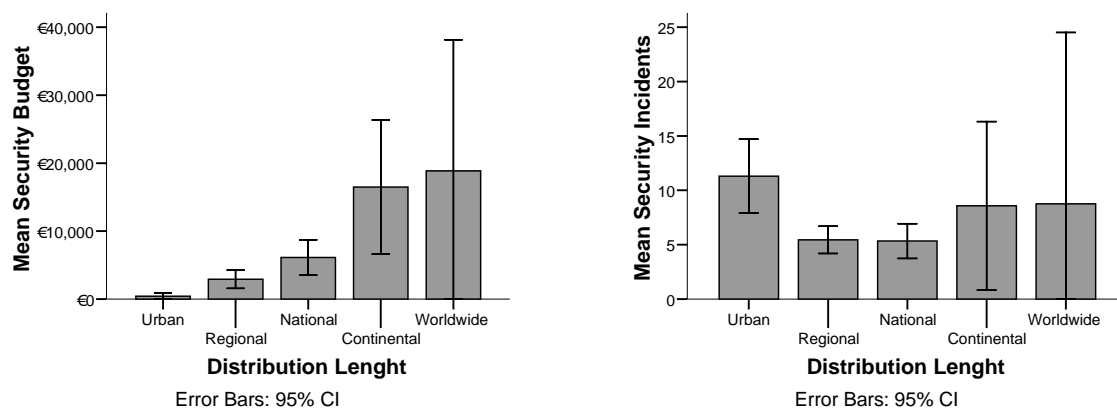 Mean Security Budget
€40,000
€30,000
€20,000
€10,000
€0
Urban
Regional
National
Continental
Worldwide
Distribution Lenght
Error Bars: 95% CI
Mean Security Incidents
25
20
15
10
5
0
Urban
Regional
National
Continental
Worldwide
Distribution Lenght
Error Bars: 95% CI